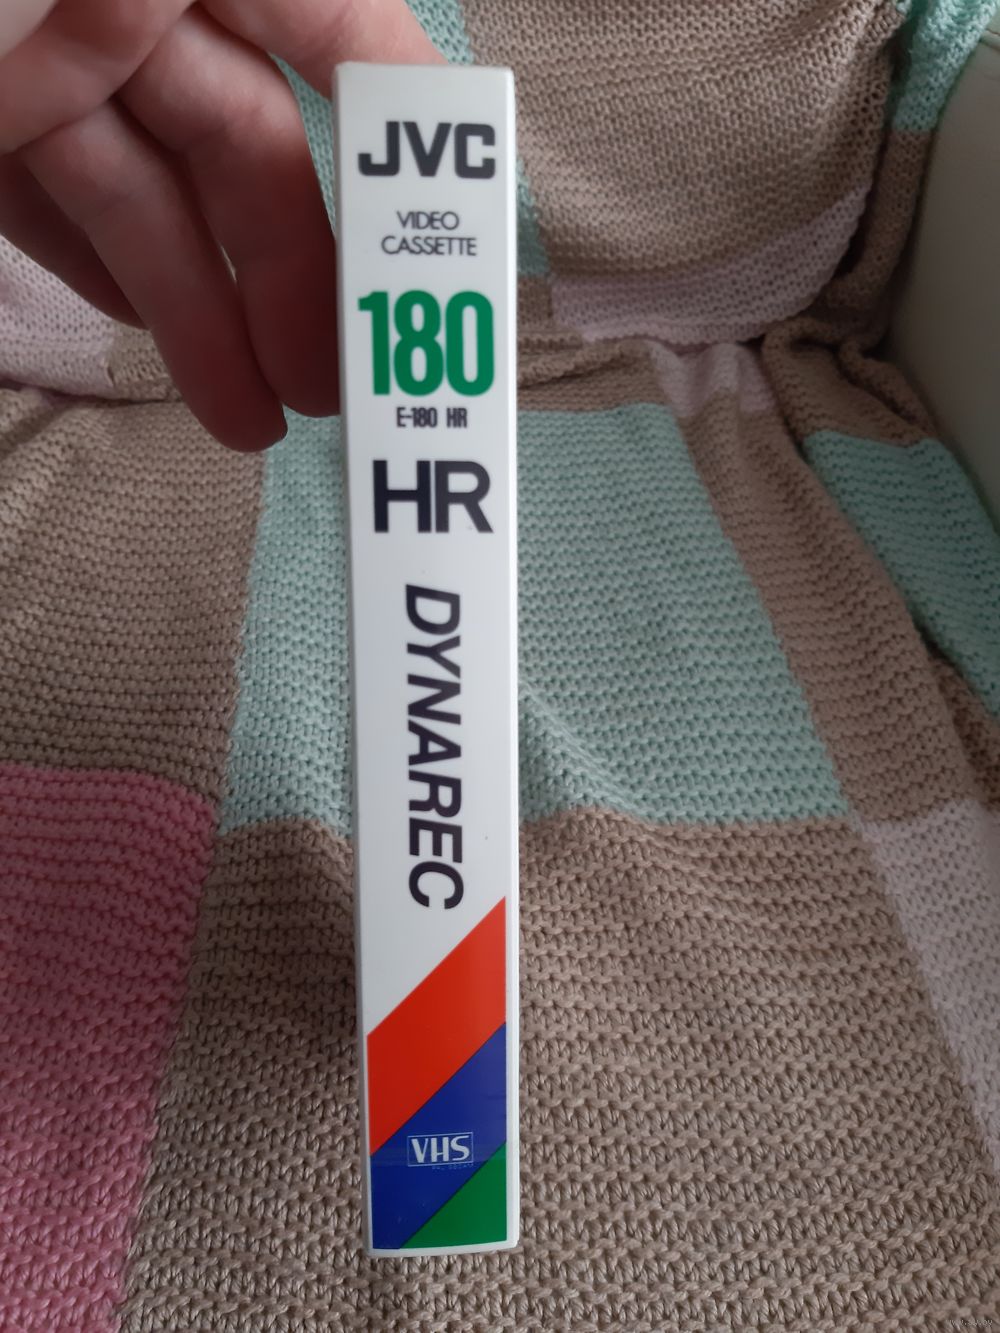 JVC
VIDEO
CASSETTE
180
E-180 HR
HR
DYNAREC
VHS